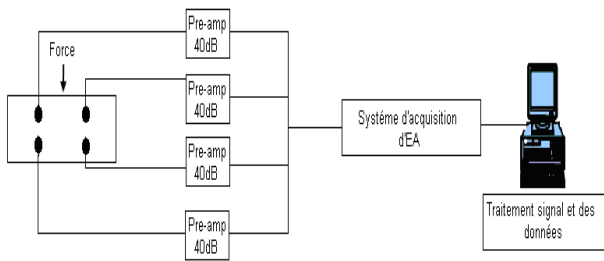 Pre-amp
40dB
Force
Pre-amp
40dB
Systéme d'acquisition
d'EA
Pre-amp
40dB
Traitement signal et des
données
Pre-amp
40dB